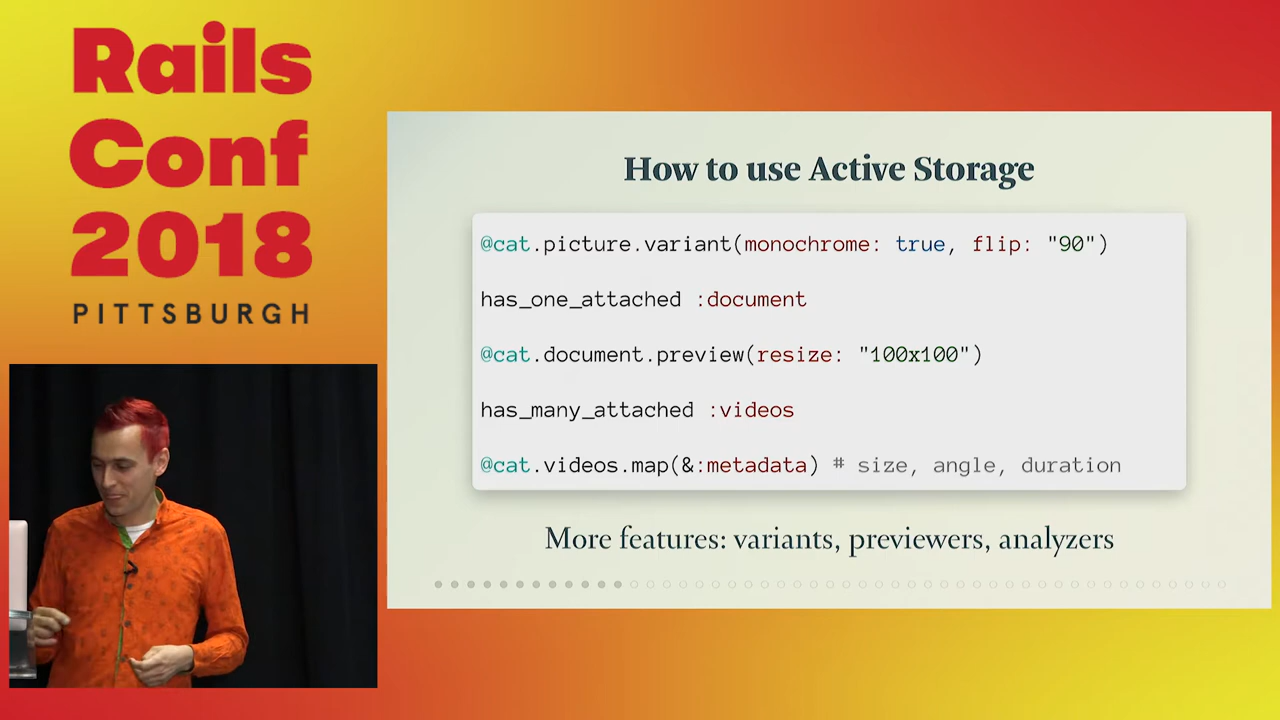 Rails
Conf
2018
PITTSBURGH
How to use Active Storage
@cat.picture.variant(monochrome: true, flip: "90")
has_one_attached :document
@cat.document.preview(resize: "100x100")
has_many_attached :videos
@cat.videos.map(&:metadata) # size, angle, duration
More features: variants, previewers, analyzers